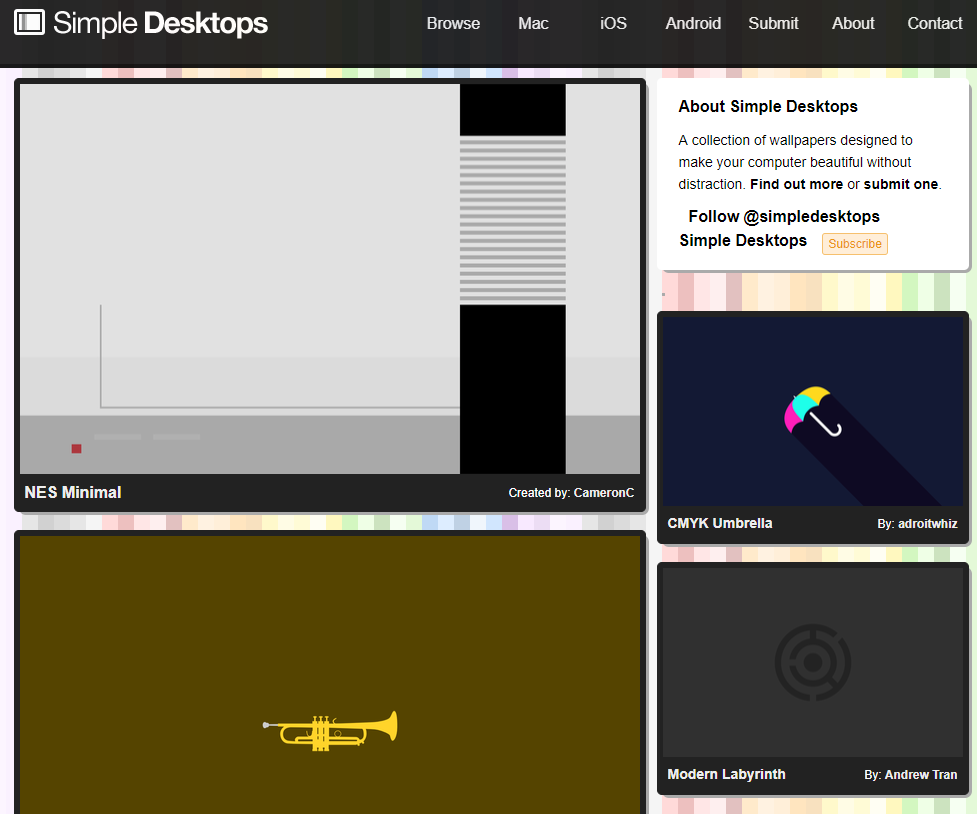 Simple Desktops
Browse Mac iOS Android Submit About Contact
NES Minimal
Created by: CameronC
About Simple Desktops
A collection of wallpapers designed to
make your computer beautiful without
distraction. Find out more or submit one.
Follow @simpledesktops
Simple Desktops Subscribe
CMYK Umbrella
By: adroitwhiz
Modern Labyrinth
By: Andrew Tran